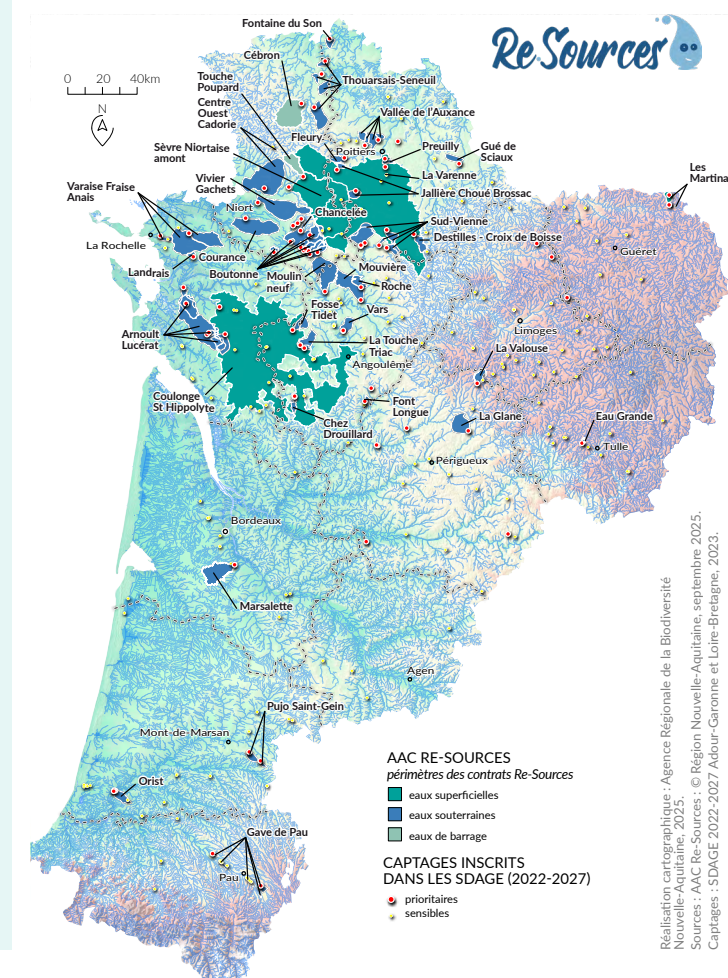 Fontaine du Son
Re.Sources
Cébron
Thouarsais-Seneuil
0 20 40km
N
Touche
Poupard
Centre
Ouest
Cadorie
Vallée de l'Auxance
Fleury
Poitiers
Preuilly
Gué de
Sciaux
Sèvre Niortaise
amont
La Varenne
Les
Martina
Vivier
Gachets
Jallière Choué Brossac
Varaise Fraise
Anais
Niort
Chancelée
Sud-Vienne
La Rochelle
Destilles - Croix de Boisse
Guéret
Courance
Landrais
Boutonne
Moulin
neuf
Mouvière
Roche
Fosse
Tidet
Vars
Limoges
Arnoult
Lucérat
La Touche
Triac
La Valouse
Angoulême
Coulonge
St Hippolyte
Font
Longue
La Glane
Eau Grande
Chez
Drouillard
Tulle
Périgueux
Bordeaux
Marsalette
Agen
Pujo Saint-Gein
Mont-de-Marsan
Orist
Gave de Pau
Pau
AAC RE-SOURCES
périmètres des contrats Re-Sources
eaux superficielles
eaux souterraines
eaux de barrage
CAPTAGES INSCRITS
DANS LES SDAGE (2022-2027)
prioritaires
sensibles
Réalisation cartographique : Agence Régionale de la Biodiversité
Nouvelle-Aquitaine, 2025.
Sources : AAC Re-Sources : © Région Nouvelle-Aquitaine, septembre 2025.
Captages : SDAGE 2022-2027 Adour-Garonne et Loire-Bretagne, 2023.